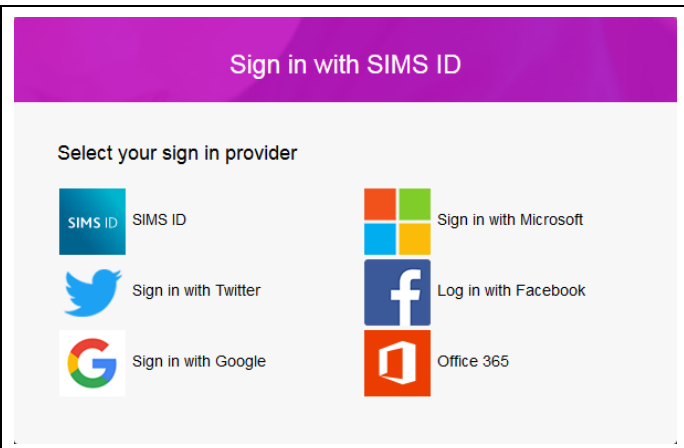 Sign in with SIMS ID
Select your sign in provider
SIMS ID SIMS ID
Sign in with Microsoft
Sign in with Twitter
Log in with Facebook
Sign in with Google
Office 365